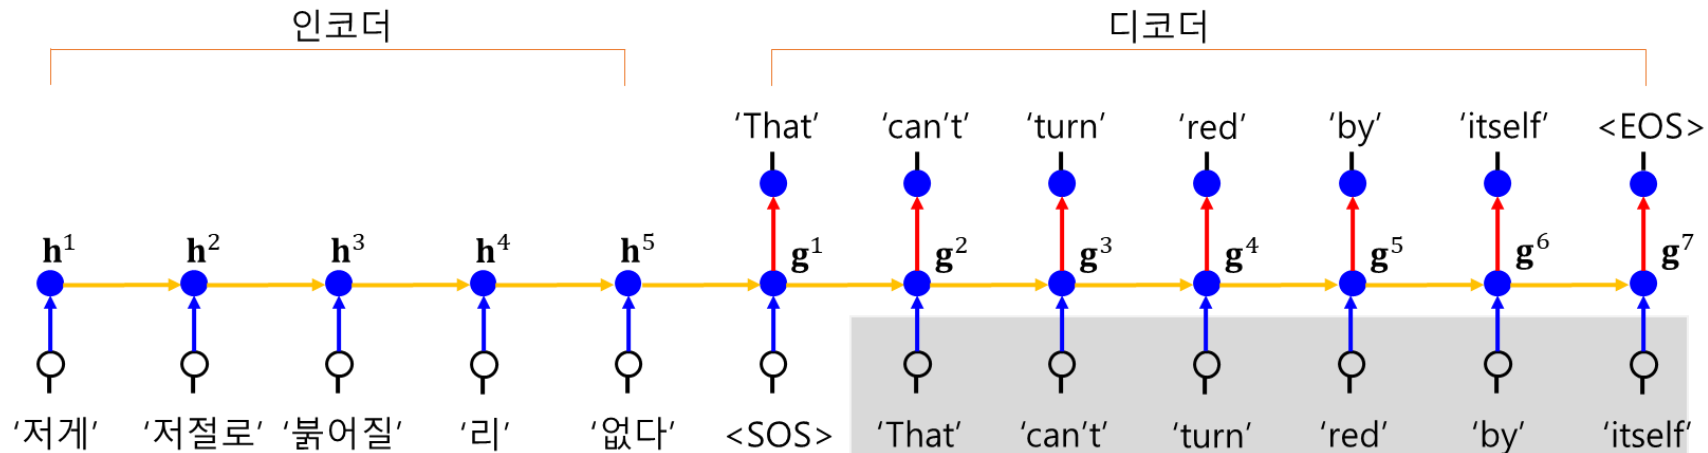 인코더 디코더
‘That’ ‘can’t’ ‘turn’ ‘red’ ‘by’ ‘itself’ <EOS>
h¹ h² h³ h⁴ h⁵ g¹ g² g³ g⁴ g⁵ g⁶ g⁷
‘저게’ ‘저절로’ ‘붉어질’ ‘리’ ‘없다’ <SOS> ‘That’ ‘can’t’ ‘turn’ ‘red’ ‘by’ ‘itself’